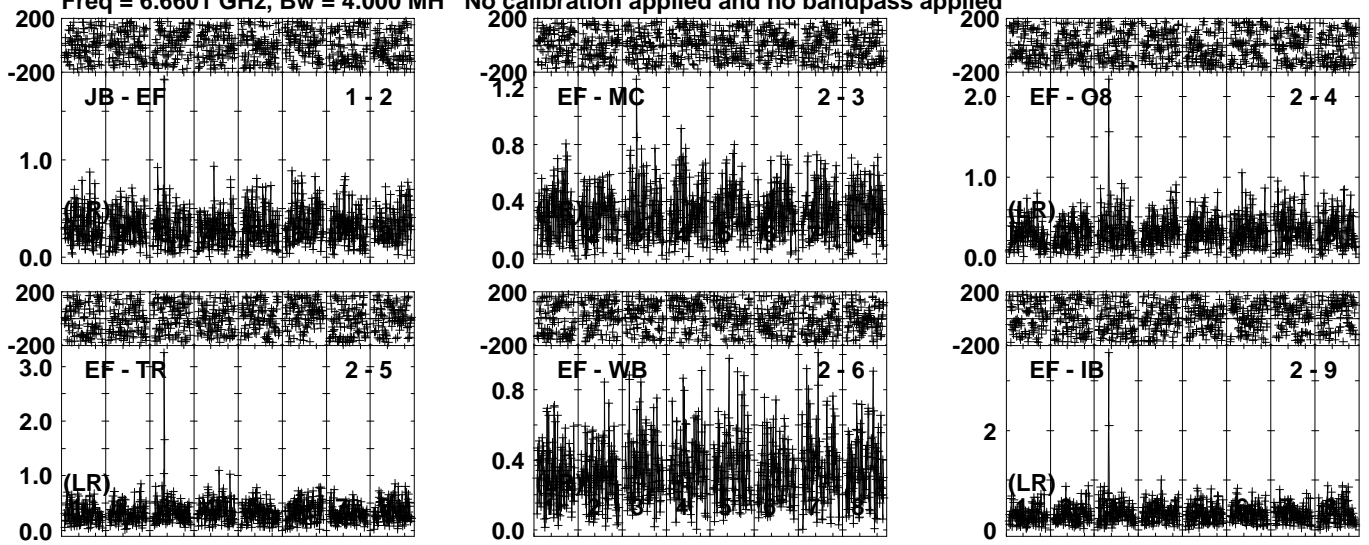 Freq = 6.6601 GHz, Bw = 4.000 MH No calibration applied and no bandpass applied
200
-200
JB - EF 1 - 2
1.0
(LR)
0.0
200
-200
1.2
EF - MC 2 - 3
0.8
0.4
0.0
200
-200
2.0
EF - O8 2 - 4
1.0
(LR)
0.0
200
-200
3.0
EF - TR 2 - 5
2.0
1.0
(LR)
0.0
200
-200
EF - WB 2 - 6
0.8
0.4
1 2 3 4 5 6 7 8
0.0
200
-200
EF - IB 2 - 9
2
(LR)
0